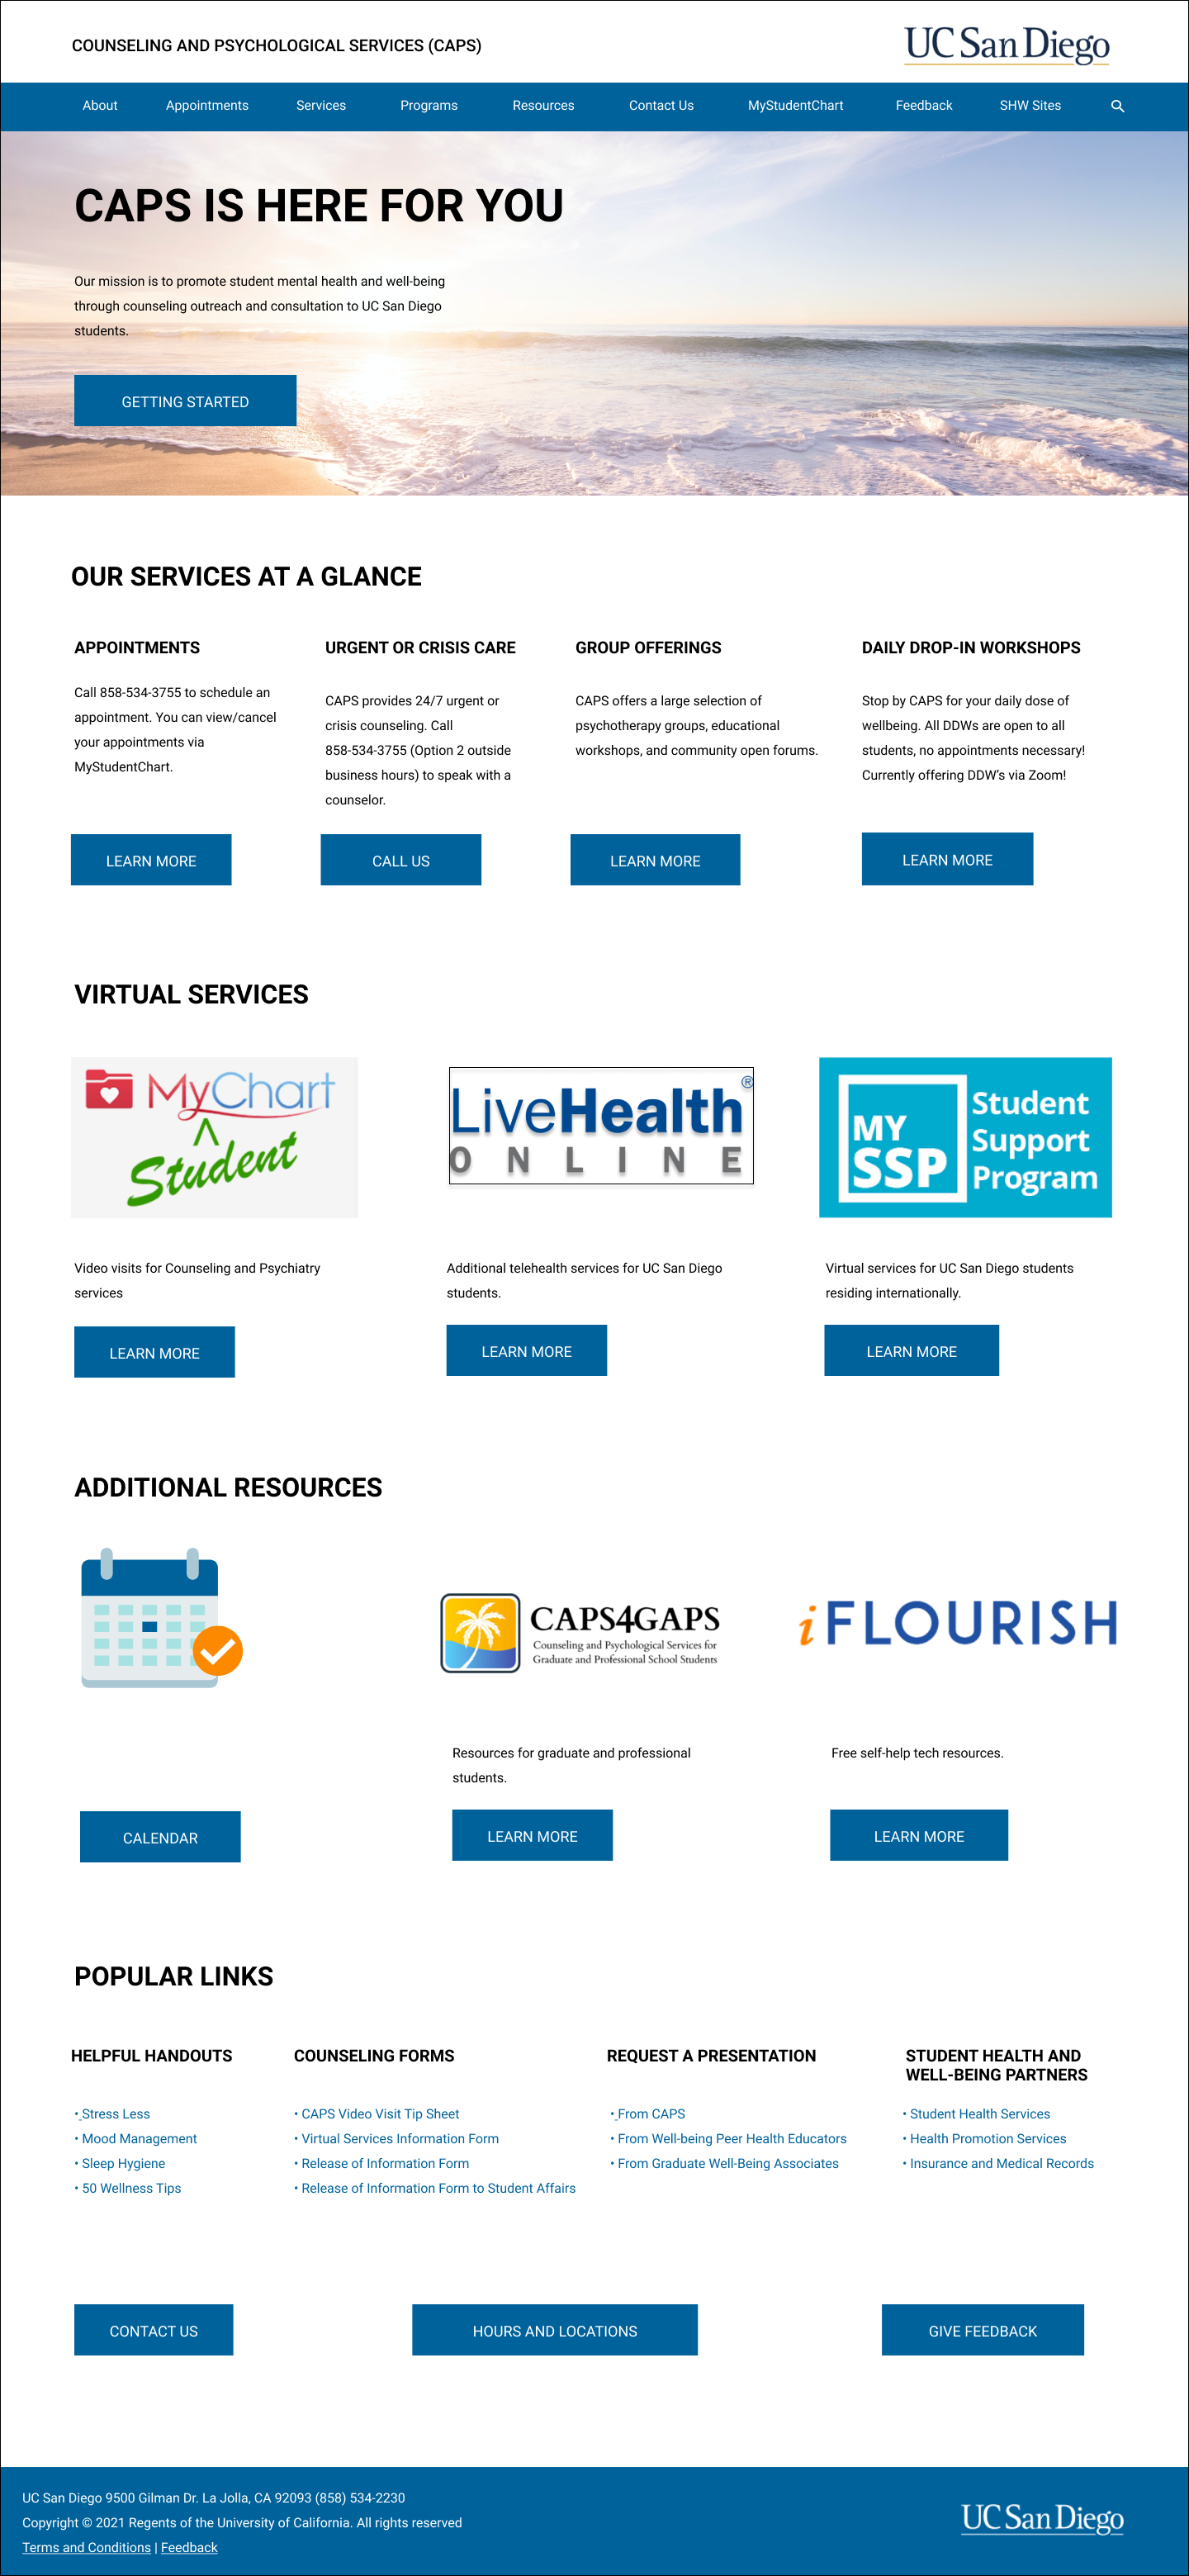 COUNSELING AND PSYCHOLOGICAL SERVICES (CAPS)
UC San Diego
About
Appointments
Services
Programs
Resources
Contact Us
MyStudentChart
Feedback
SHW Sites
CAPS IS HERE FOR YOU
Our mission is to promote student mental health and well-being
through counseling outreach and consultation to UC San Diego
students.
GETTING STARTED
OUR SERVICES AT A GLANCE
APPOINTMENTS
Call 858-534-3755 to schedule an
appointment. You can view/cancel
your appointments via
MyStudentChart.
LEARN MORE
URGENT OR CRISIS CARE
CAPS provides 24/7 urgent or
crisis counseling. Call
858-534-3755 (Option 2 outside
business hours) to speak with a
counselor.
CALL US
GROUP OFFERINGS
CAPS offers a large selection of
psychotherapy groups, educational
workshops, and community open forums.
LEARN MORE
DAILY DROP-IN WORKSHOPS
Stop by CAPS for your daily dose of
wellbeing. All DDWs are open to all
students, no appointments necessary!
Currently offering DDW's via Zoom!
LEARN MORE
VIRTUAL SERVICES
MyChart
Student
Video visits for Counseling and Psychiatry
services
LEARN MORE
LiveHealth®
ONLINE
Additional telehealth services for UC San Diego
students.
LEARN MORE
MY
SSP
Student
Support
Program
Virtual services for UC San Diego students
residing internationally.
LEARN MORE
ADDITIONAL RESOURCES
CALENDAR
CAPS4GAPS
Counseling and Psychological Services for
Graduate and Professional School Students
Resources for graduate and professional
students.
LEARN MORE
iFLOURISH
Free self-help tech resources.
LEARN MORE
POPULAR LINKS
HELPFUL HANDOUTS
• Stress Less
• Mood Management
• Sleep Hygiene
• 50 Wellness Tips
COUNSELING FORMS
• CAPS Video Visit Tip Sheet
• Virtual Services Information Form
• Release of Information Form
• Release of Information Form to Student Affairs
REQUEST A PRESENTATION
• From CAPS
• From Well-being Peer Health Educators
• From Graduate Well-Being Associates
STUDENT HEALTH AND
WELL-BEING PARTNERS
• Student Health Services
• Health Promotion Services
• Insurance and Medical Records
CONTACT US
HOURS AND LOCATIONS
GIVE FEEDBACK
UC San Diego 9500 Gilman Dr. La Jolla, CA 92093 (858) 534-2230
Copyright © 2021 Regents of the University of California. All rights reserved
Terms and Conditions | Feedback
UC San Diego